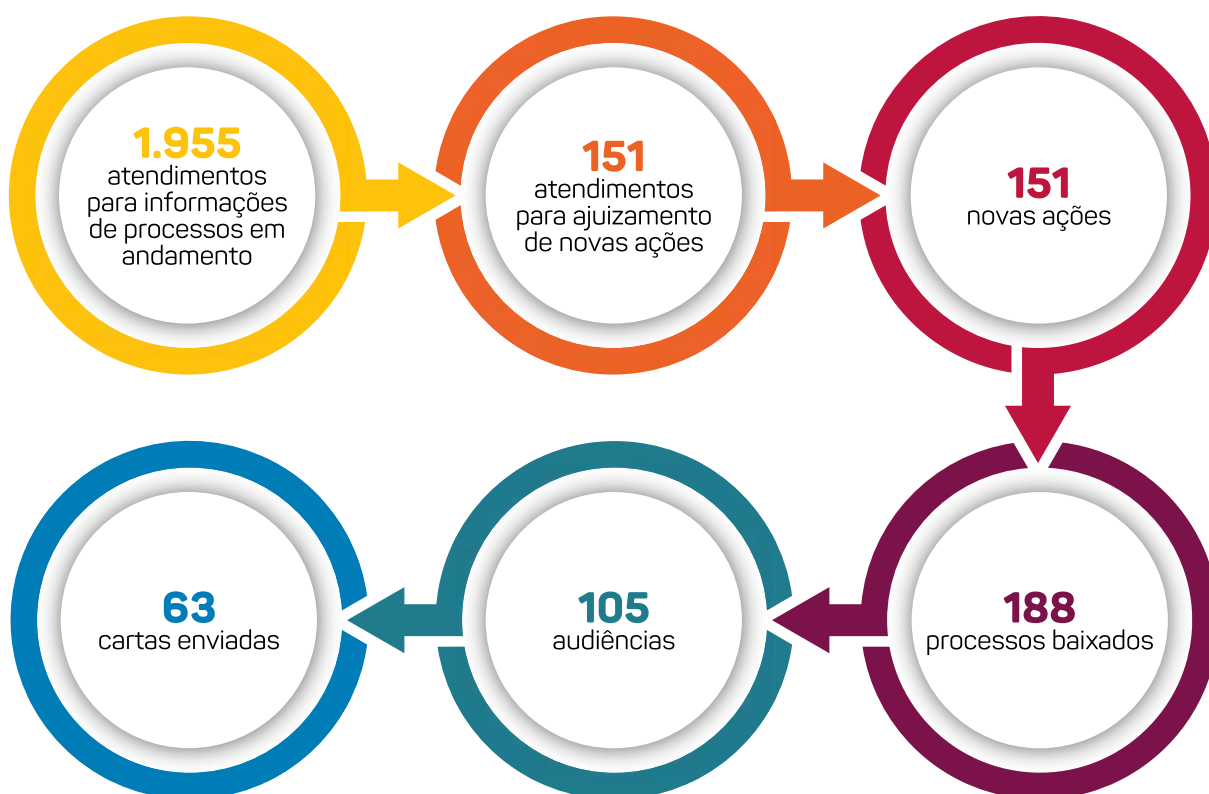 1.955
atendimentos
para informações
de processos em
andamento
151
atendimentos
para ajuizamento
de novas ações
151
novas ações
188
processos baixados
105
audiências
63
cartas enviadas